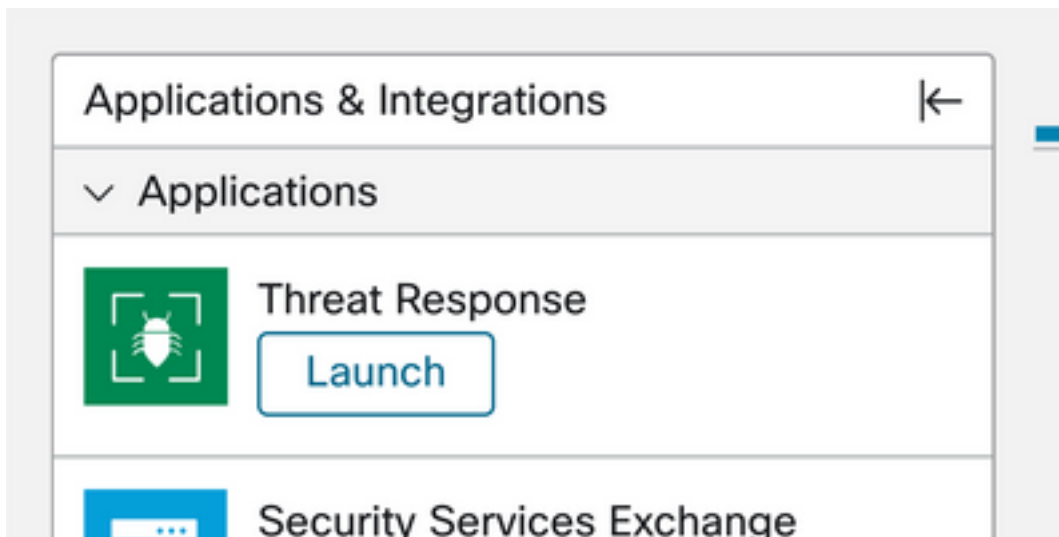 Applications & Integrations
Applications
Threat Response
Launch
Security Services Exchange